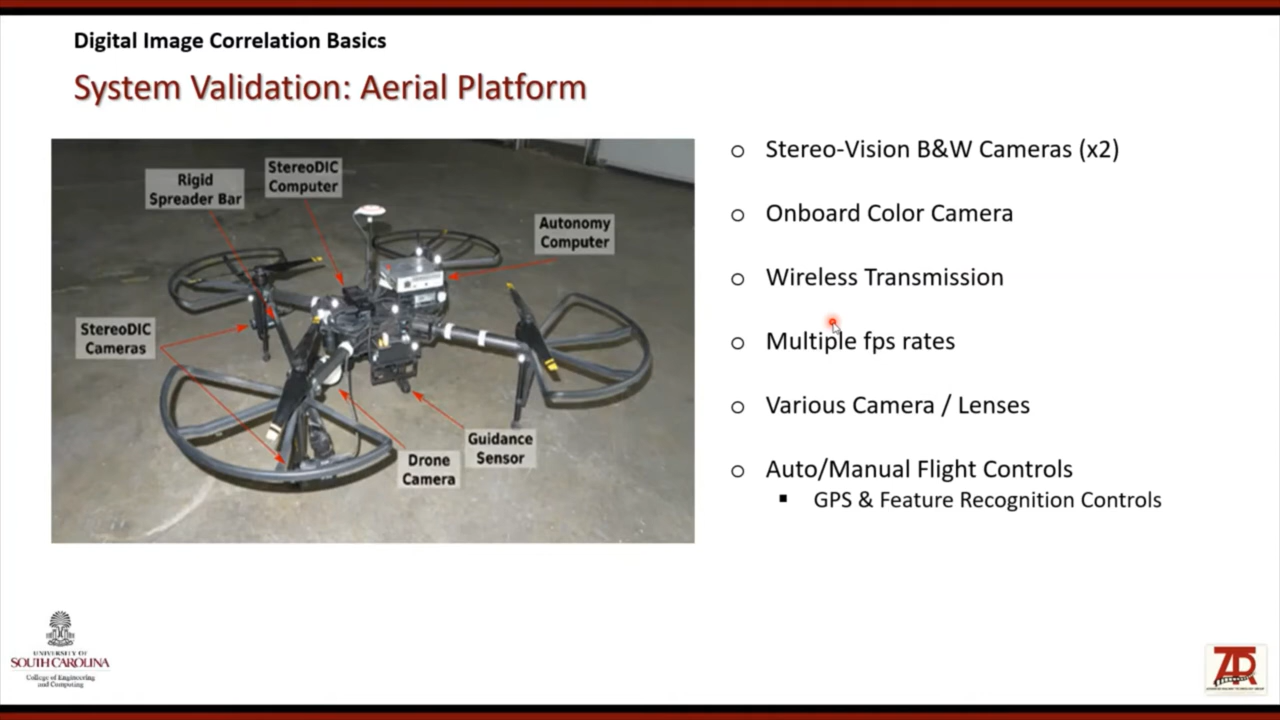 Digital Image Correlation Basics
System Validation: Aerial Platform
Rigid
Spreader Bar
StereoDIC
Computer
Autonomy
Computer
StereoDIC
Cameras
Drone
Camera
Guidance
Sensor
o Stereo-Vision B&W Cameras (x2)
o Onboard Color Camera
o Wireless Transmission
o Multiple fps rates
o Various Camera / Lenses
o Auto/Manual Flight Controls
▪ GPS & Feature Recognition Controls
UNIVERSITY OF
SOUTH CAROLINA
College of Engineering
and Computing